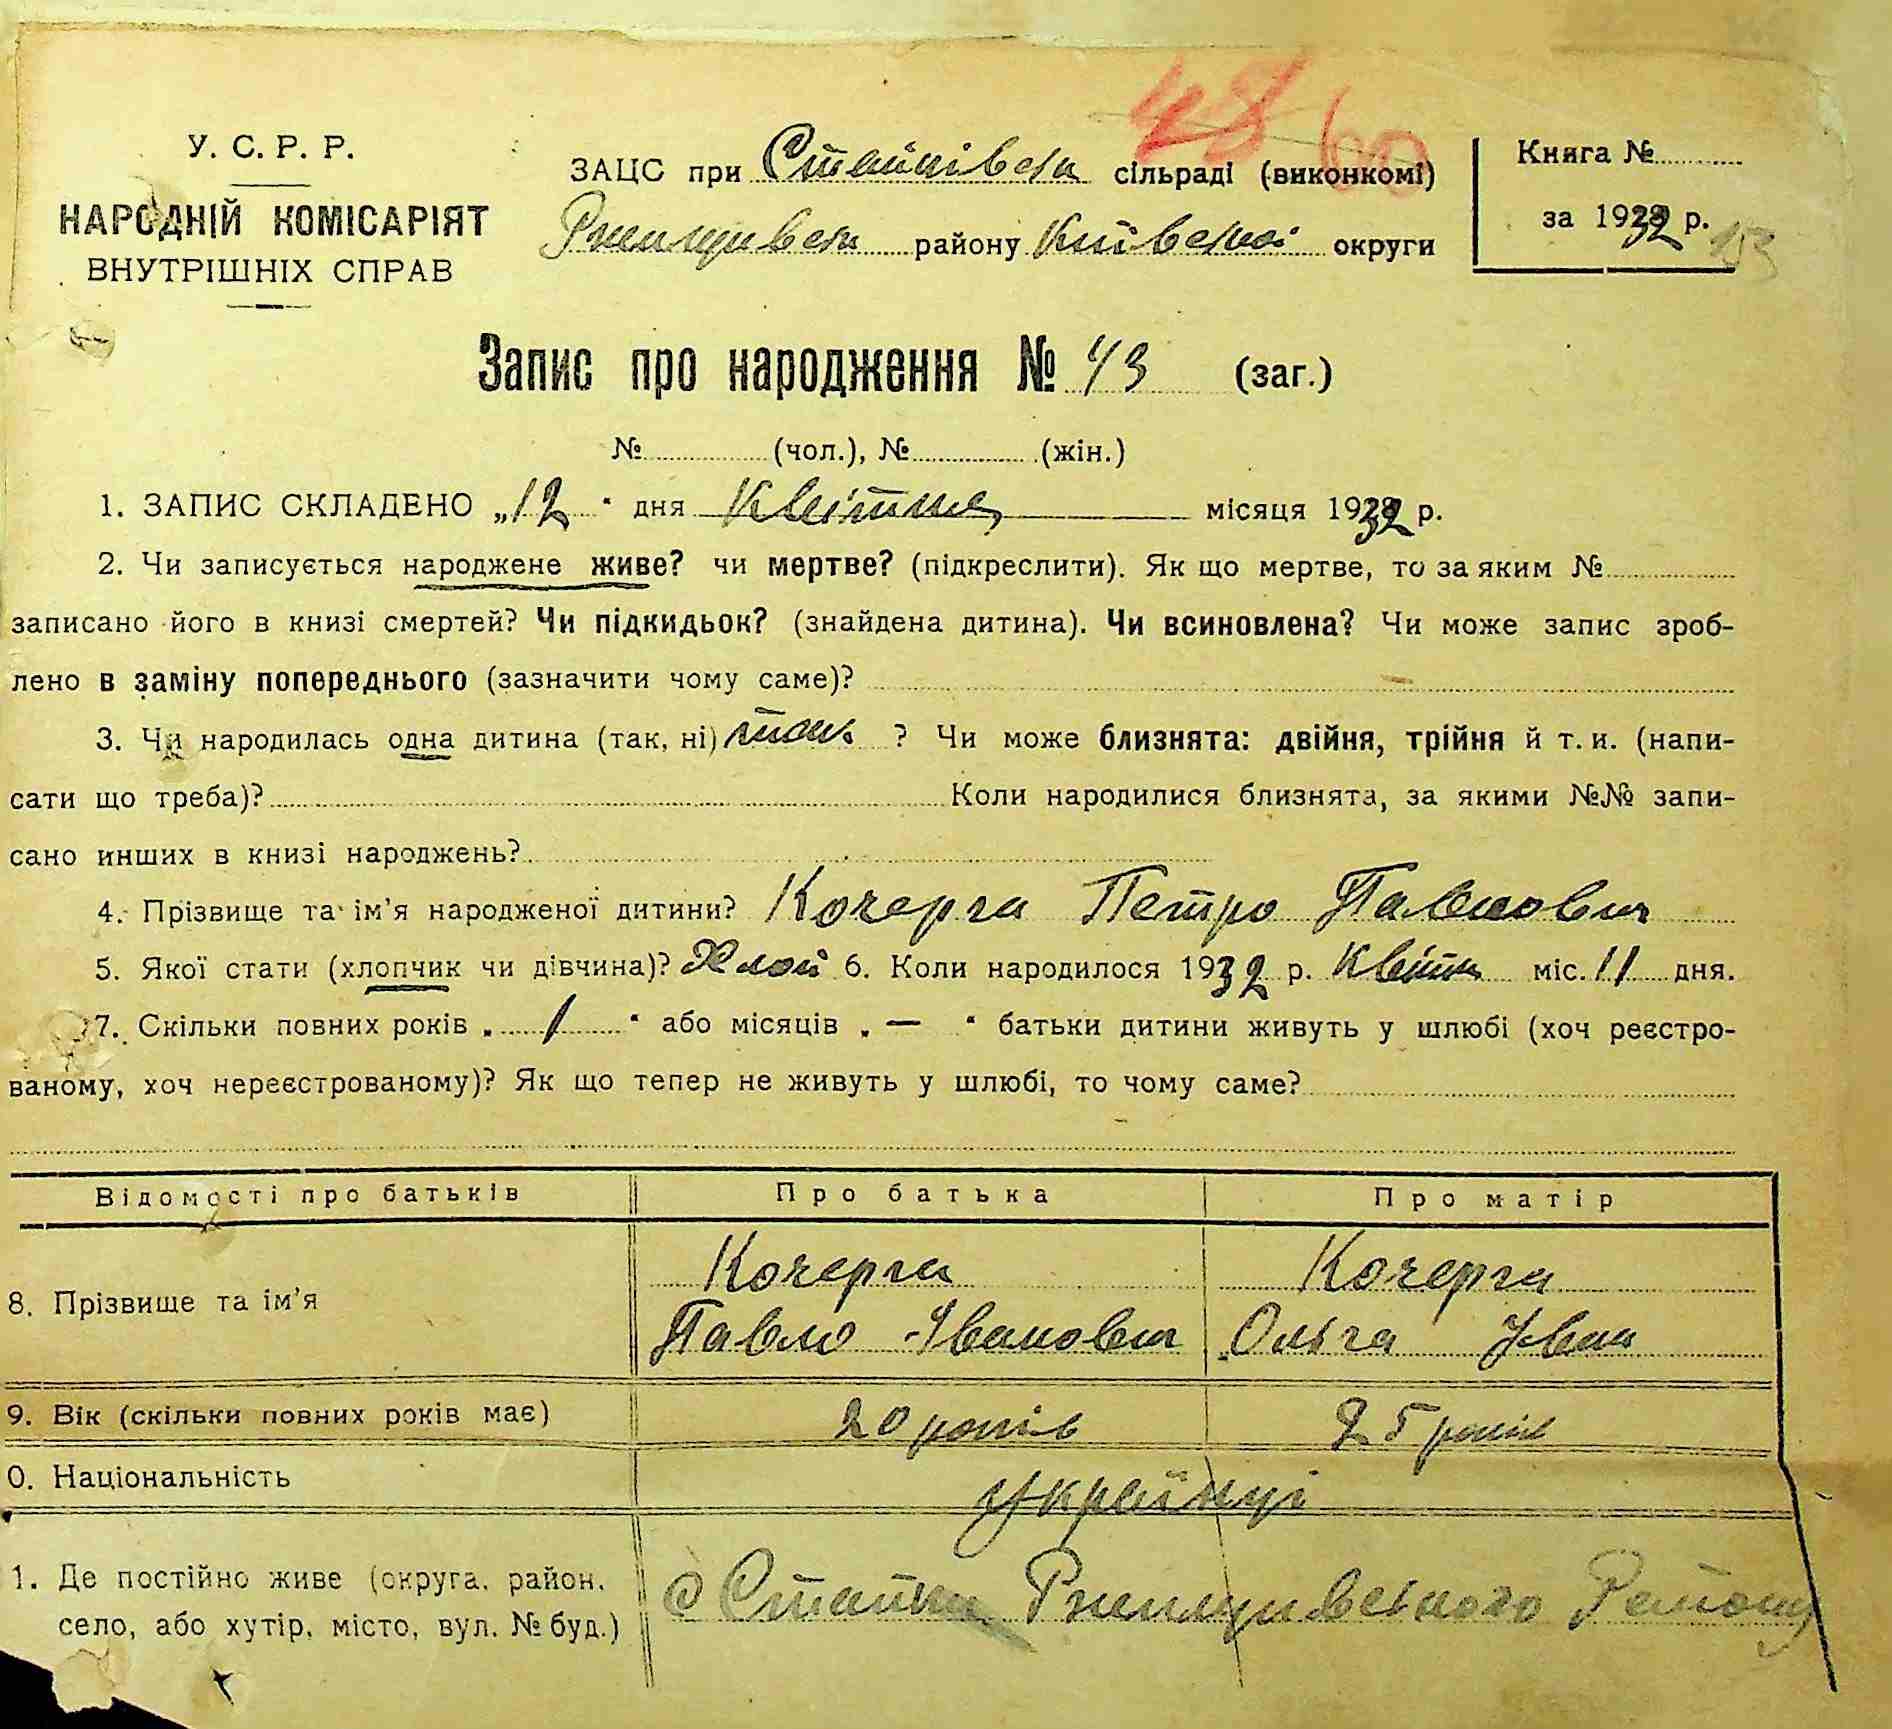 48 60
У. С. Р. Р.
НАРОДНІЙ КОМІСАРІЯТ
ВНУТРІШНІХ СПРАВ
ЗАЦС при Стайківськ сільраді (виконкомі)
Ржищівськ району Київської округи
Книга №
за 1932 р.
153
Запис про народження № 43 (заг.)
№ (чол.), № (жін.)
1. ЗАПИС СКЛАДЕНО „12“ дня Квітня місяця 1932 р.
2. Чи записується народжене живе? чи мертве? (підкреслити). Як що мертве, то за яким №
записано його в книзі смертей? Чи підкидьок? (знайдена дитина). Чи всиновлена? Чи може запис зроб-
лено в заміну попереднього (зазначити чому саме)?
3. Чи народилась одна дитина (так, ні) так ? Чи може близнята: двійня, трійня й т. и. (напи-
сати що треба)? Коли народилися близнята, за якими №№ запи-
сано инших в книзі народжень?
4. Прізвище та ім’я народженої дитини? Кочерга Петро Павлович
5. Якої стати (хлопчик чи дівчина)? Хлоп 6. Коли народилося 1932 р. Квітн міс. 11 дня.
7. Скільки повних років „ 1 “ або місяців „ — “ батьки дитини живуть у шлюбі (хоч реєстро-
ваному, хоч нереєстрованому)? Як що тепер не живуть у шлюбі, то чому саме?
Відомості про батьків Про батька Про матір
8. Прізвище та ім’я Кочерга Павло Іванович Кочерга Ольга Іван
9. Вік (скільки повних років має) 20 років 25 років
0. Національність Українці
1. Де постійно живе (округа, район, с Стайки Ржищівського Району
село, або хутір, місто, вул. № буд.)